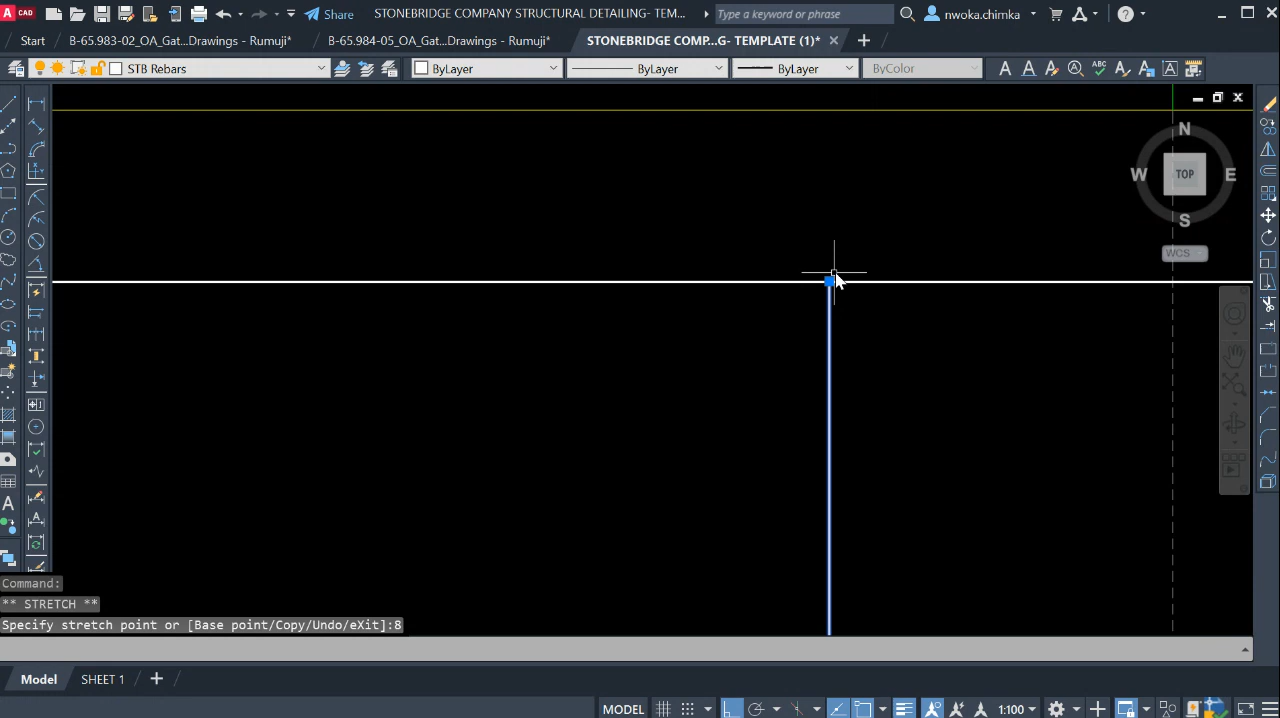 CAD
Share
STONEBRIDGE COMPANY STRUCTURAL DETAILING- TEM...
Type a keyword or phrase
nwoka.chimka
Start
B-65.983-02_OA_Gat...Drawings - Rumuji*
B-65.984-05_OA_Gat...Drawings - Rumuji*
STONEBRIDGE COMP...G- TEMPLATE (1)*
STB Rebars
ByLayer
ByLayer
ByLayer
ByColor
N
W
TOP
E
S
WCS
Command:
** STRETCH **
Specify stretch point or [Base point/Copy/Undo/eXit]:8
Model
SHEET 1
MODEL
1:100